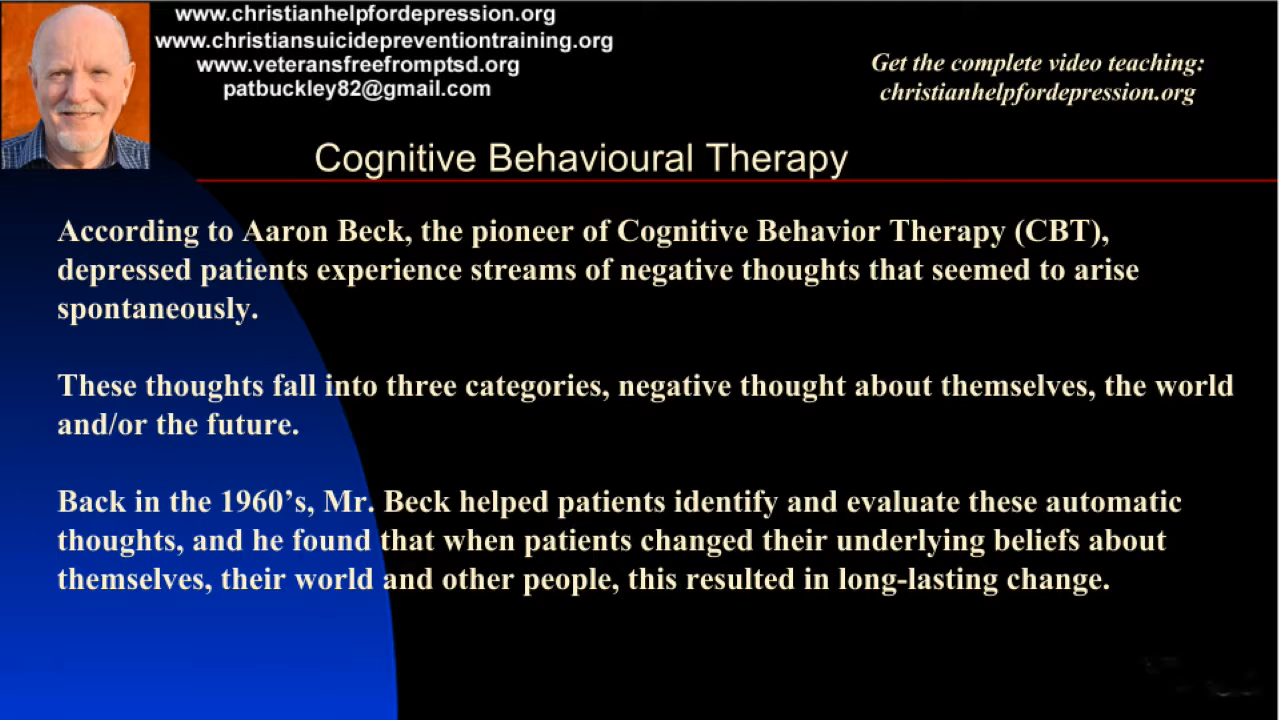 www.christianhelpfordepression.org
www.christiansuicidepreventiontraining.org
www.veteransfreefromptsd.org
patbuckley82@gmail.com
Get the complete video teaching:
christianhelpfordepression.org
Cognitive Behavioural Therapy
According to Aaron Beck, the pioneer of Cognitive Behavior Therapy (CBT),
depressed patients experience streams of negative thoughts that seemed to arise
spontaneously.
These thoughts fall into three categories, negative thought about themselves, the world
and/or the future.
Back in the 1960’s, Mr. Beck helped patients identify and evaluate these automatic
thoughts, and he found that when patients changed their underlying beliefs about
themselves, their world and other people, this resulted in long-lasting change.